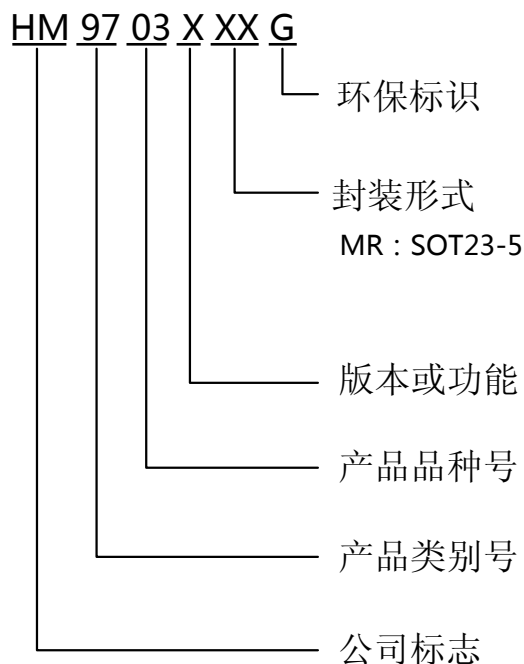 HM 97 03 X XX G
环保标识
封装形式
MR：SOT23-5
版本或功能
产品品种号
产品类别号
公司标志